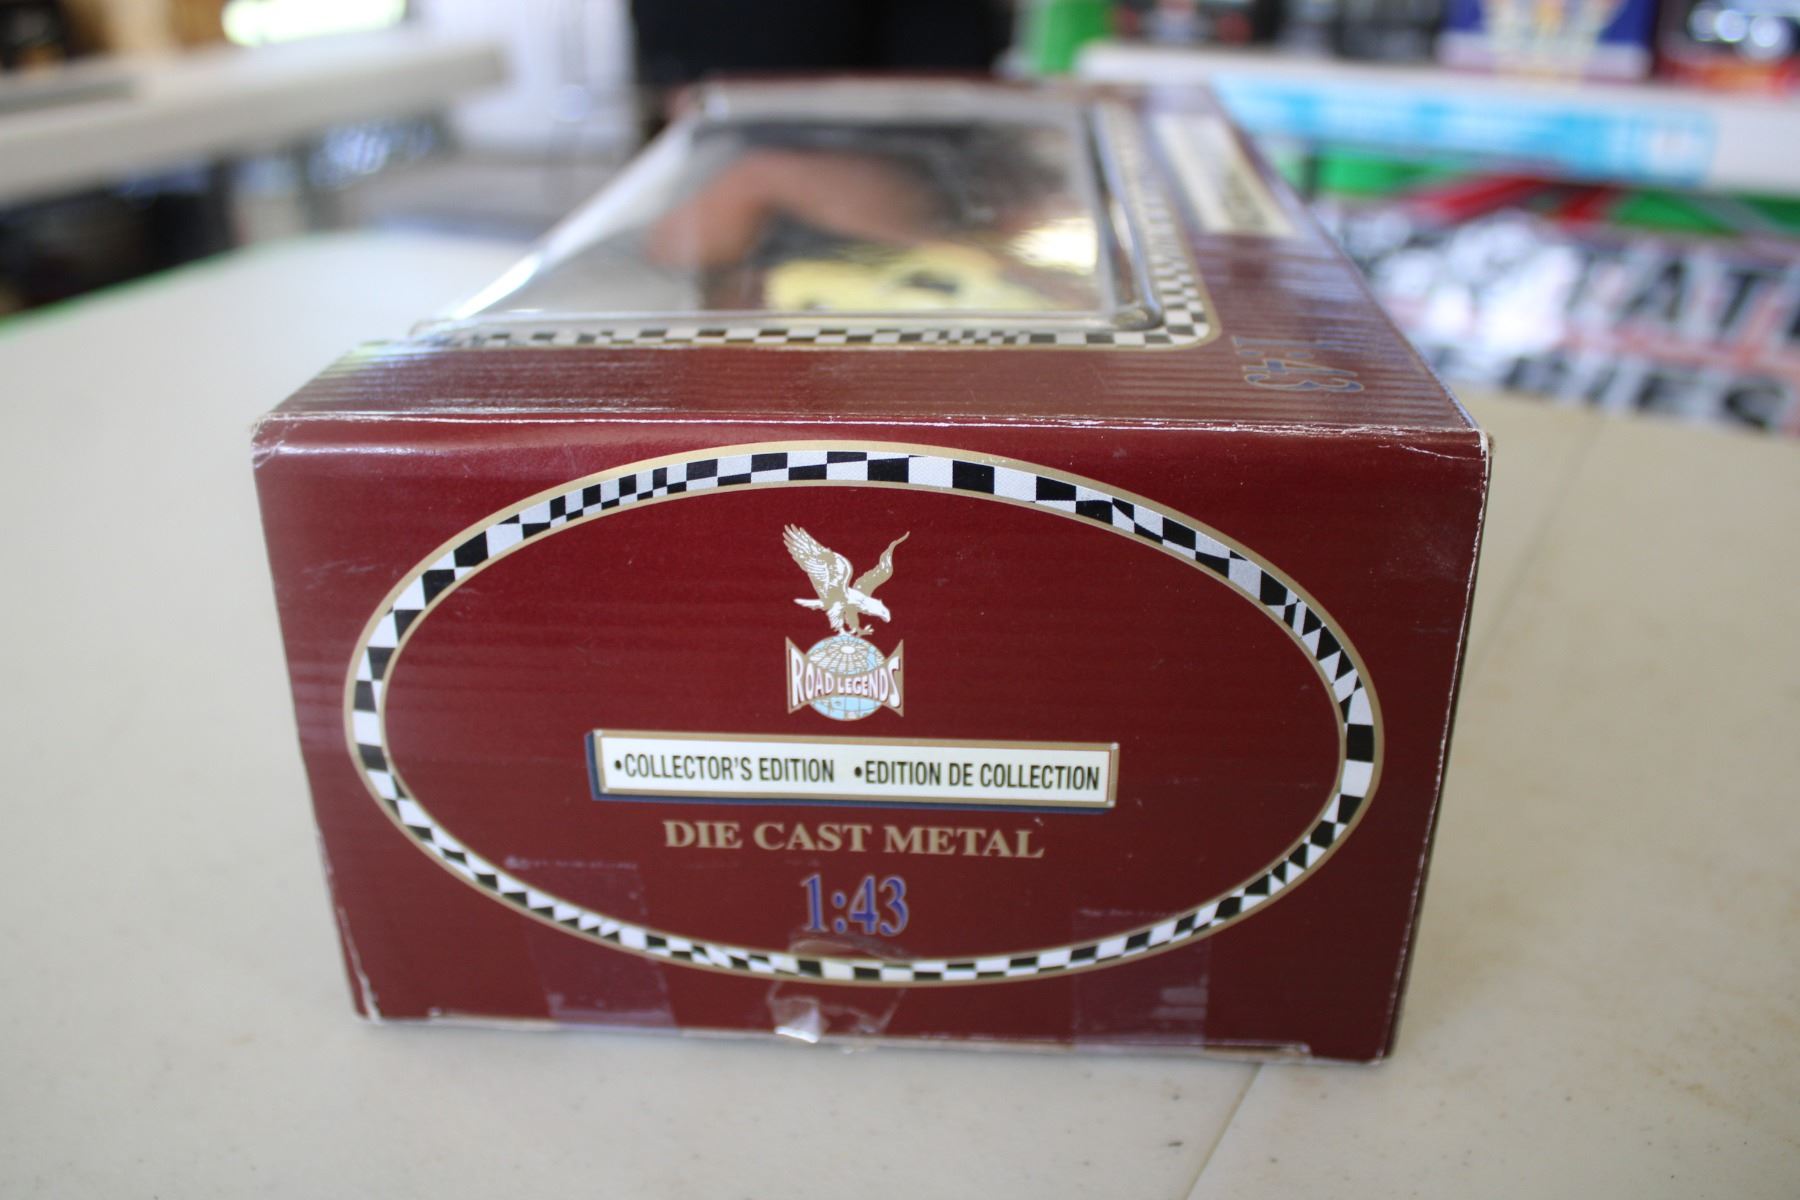 1:43
ROAD LEGENDS
•COLLECTOR'S EDITION •EDITION DE COLLECTION
DIE CAST METAL
1:43